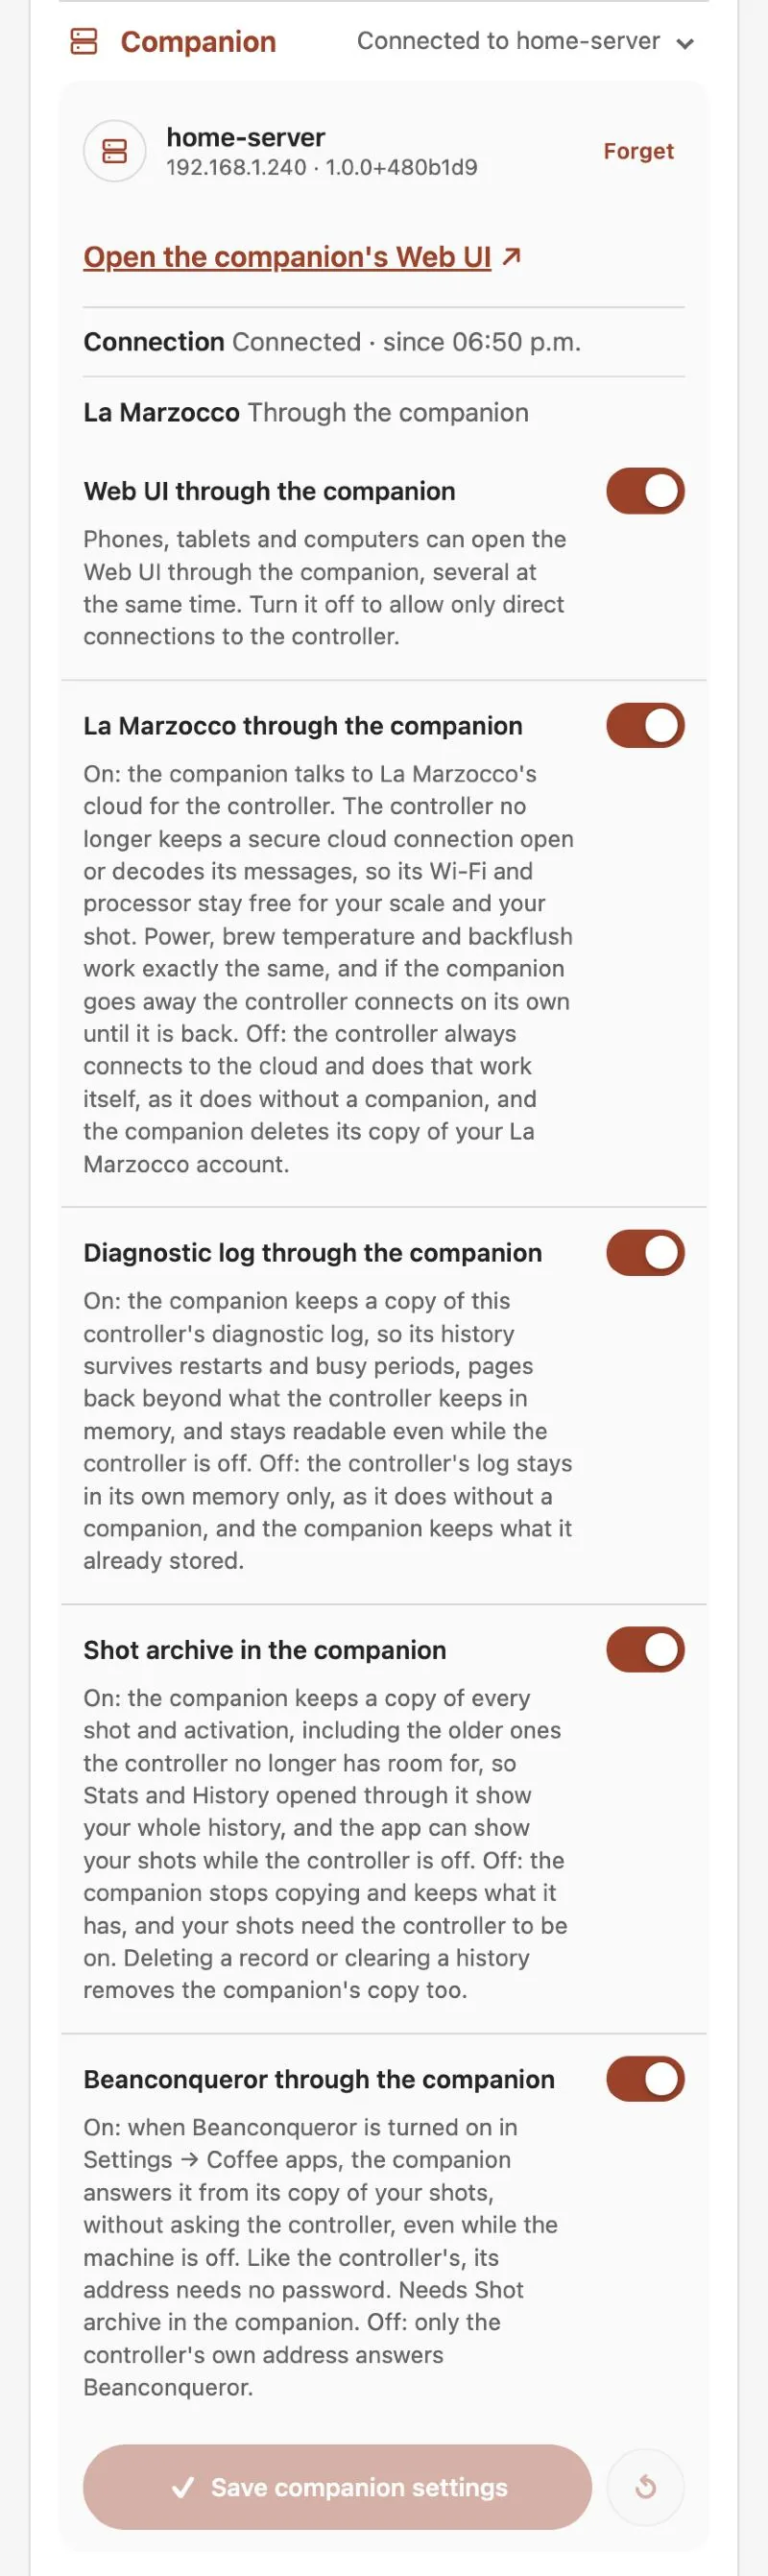 Companion
Connected to home-server
home-server
192.168.1.240 · 1.0.0+480b1d9
Forget
Open the companion's Web UI ↗
Connection Connected · since 06:50 p.m.
La Marzocco Through the companion
Web UI through the companion
Phones, tablets and computers can open the
Web UI through the companion, several at
the same time. Turn it off to allow only direct
connections to the controller.
La Marzocco through the companion
On: the companion talks to La Marzocco's
cloud for the controller. The controller no
longer keeps a secure cloud connection open
or decodes its messages, so its Wi-Fi and
processor stay free for your scale and your
shot. Power, brew temperature and backflush
work exactly the same, and if the companion
goes away the controller connects on its own
until it is back. Off: the controller always
connects to the cloud and does that work
itself, as it does without a companion, and
the companion deletes its copy of your La
Marzocco account.
Diagnostic log through the companion
On: the companion keeps a copy of this
controller's diagnostic log, so its history
survives restarts and busy periods, pages
back beyond what the controller keeps in
memory, and stays readable even while the
controller is off. Off: the controller's log stays
in its own memory only, as it does without a
companion, and the companion keeps what it
already stored.
Shot archive in the companion
On: the companion keeps a copy of every
shot and activation, including the older ones
the controller no longer has room for, so
Stats and History opened through it show
your whole history, and the app can show
your shots while the controller is off. Off: the
companion stops copying and keeps what it
has, and your shots need the controller to be
on. Deleting a record or clearing a history
removes the companion's copy too.
Beanconqueror through the companion
On: when Beanconqueror is turned on in
Settings → Coffee apps, the companion
answers it from its copy of your shots,
without asking the controller, even while the
machine is off. Like the controller's, its
address needs no password. Needs Shot
archive in the companion. Off: only the
controller's own address answers
Beanconqueror.
Save companion settings